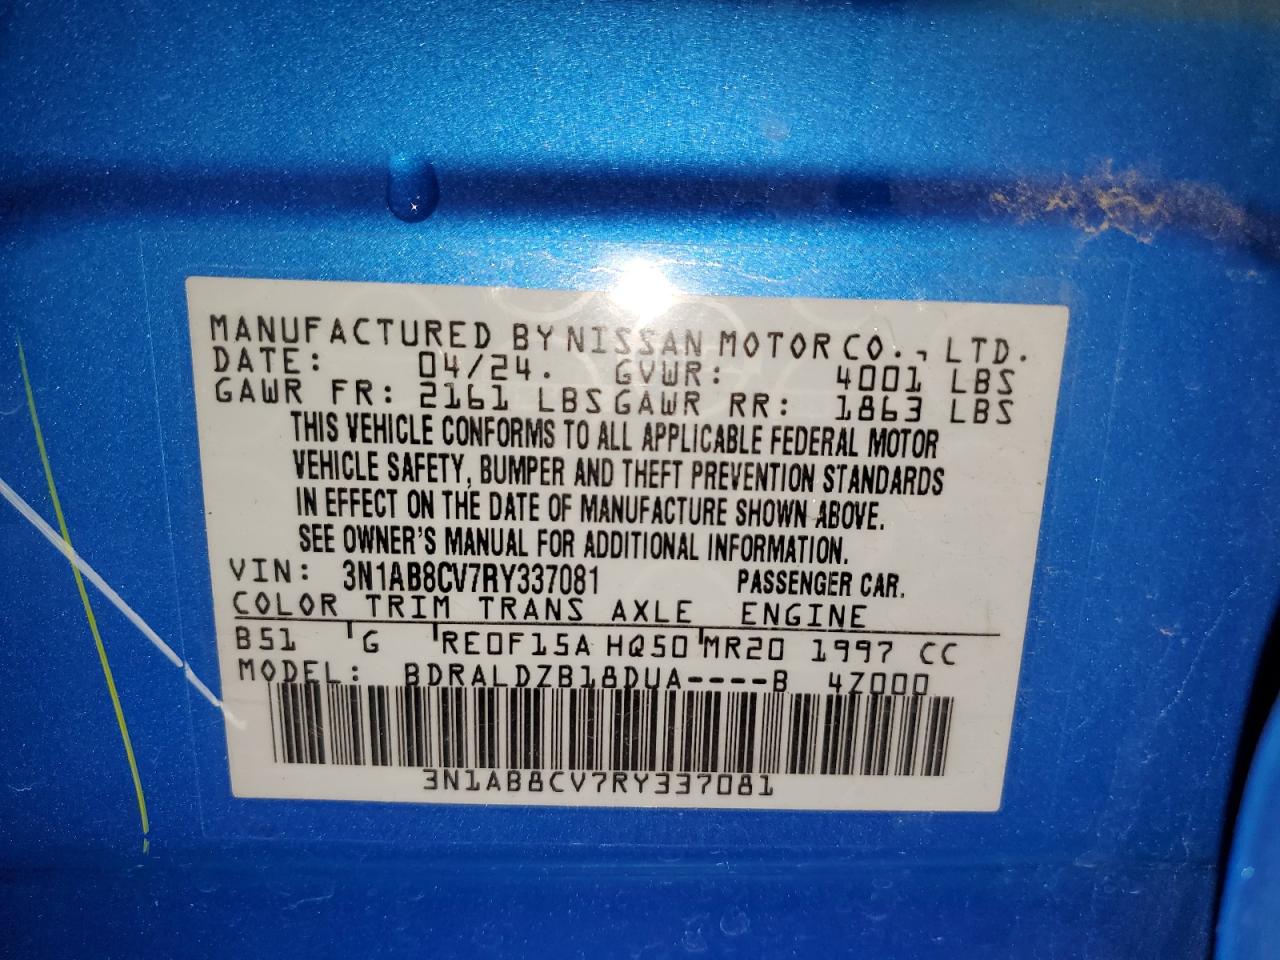 MANUFACTURED BY NISSAN MOTOR CO., LTD.
DATE: 04/24. GVWR: 4001 LBS
GAWR FR: 2161 LBS GAWR RR: 1863 LBS
THIS VEHICLE CONFORMS TO ALL APPLICABLE FEDERAL MOTOR
VEHICLE SAFETY, BUMPER AND THEFT PREVENTION STANDARDS
IN EFFECT ON THE DATE OF MANUFACTURE SHOWN ABOVE.
SEE OWNER'S MANUAL FOR ADDITIONAL INFORMATION.
VIN: 3N1AB8CV7RY337081 PASSENGER CAR.
COLOR TRIM TRANS AXLE ENGINE
B51 G RE0F15A HQ50 MR20 1997 CC
MODEL: BDRALDZB18DUA----B 4Z000
3N1AB8CV7RY337081